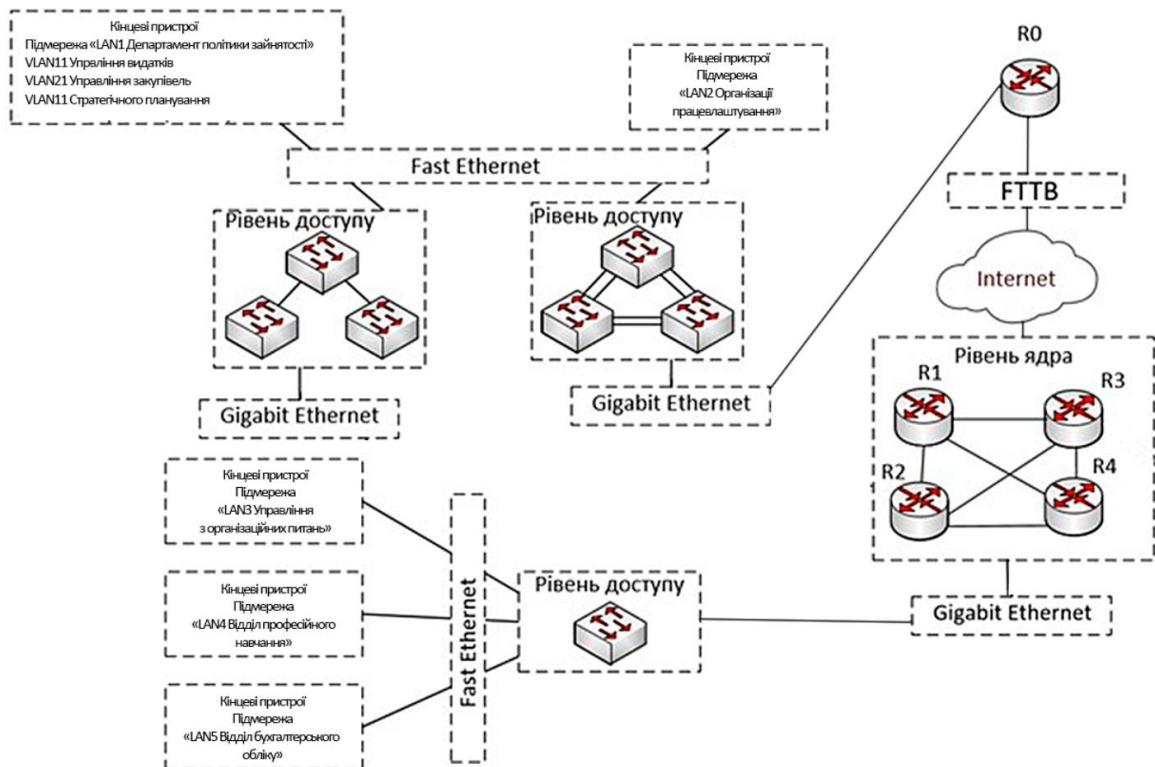 Кінцеві пристрої
Підмережа «LAN1 Департамент політики зайнятості»
VLAN11 Упрвління видатків
VLAN21 Управління закупівель
VLAN11 Стратегічного планування
Кінцеві пристрої
Підмережа
«LAN2 Організації
працевлаштування»
R0
Fast Ethernet
FTTB
Рівень доступу
Рівень доступу
Internet
Рівень ядра
R1
R3
R2
R4
Gigabit Ethernet
Gigabit Ethernet
Кінцеві пристрої
Підмережа
«LAN3 Управління
з організаційних питань»
Кінцеві пристрої
Підмережа
«LAN4 Відділ професійного
навчання»
Кінцеві пристрої
Підмережа
«LAN5 Відділ бухгалтерського
обліку»
Fast Ethernet
Рівень доступу
Gigabit Ethernet